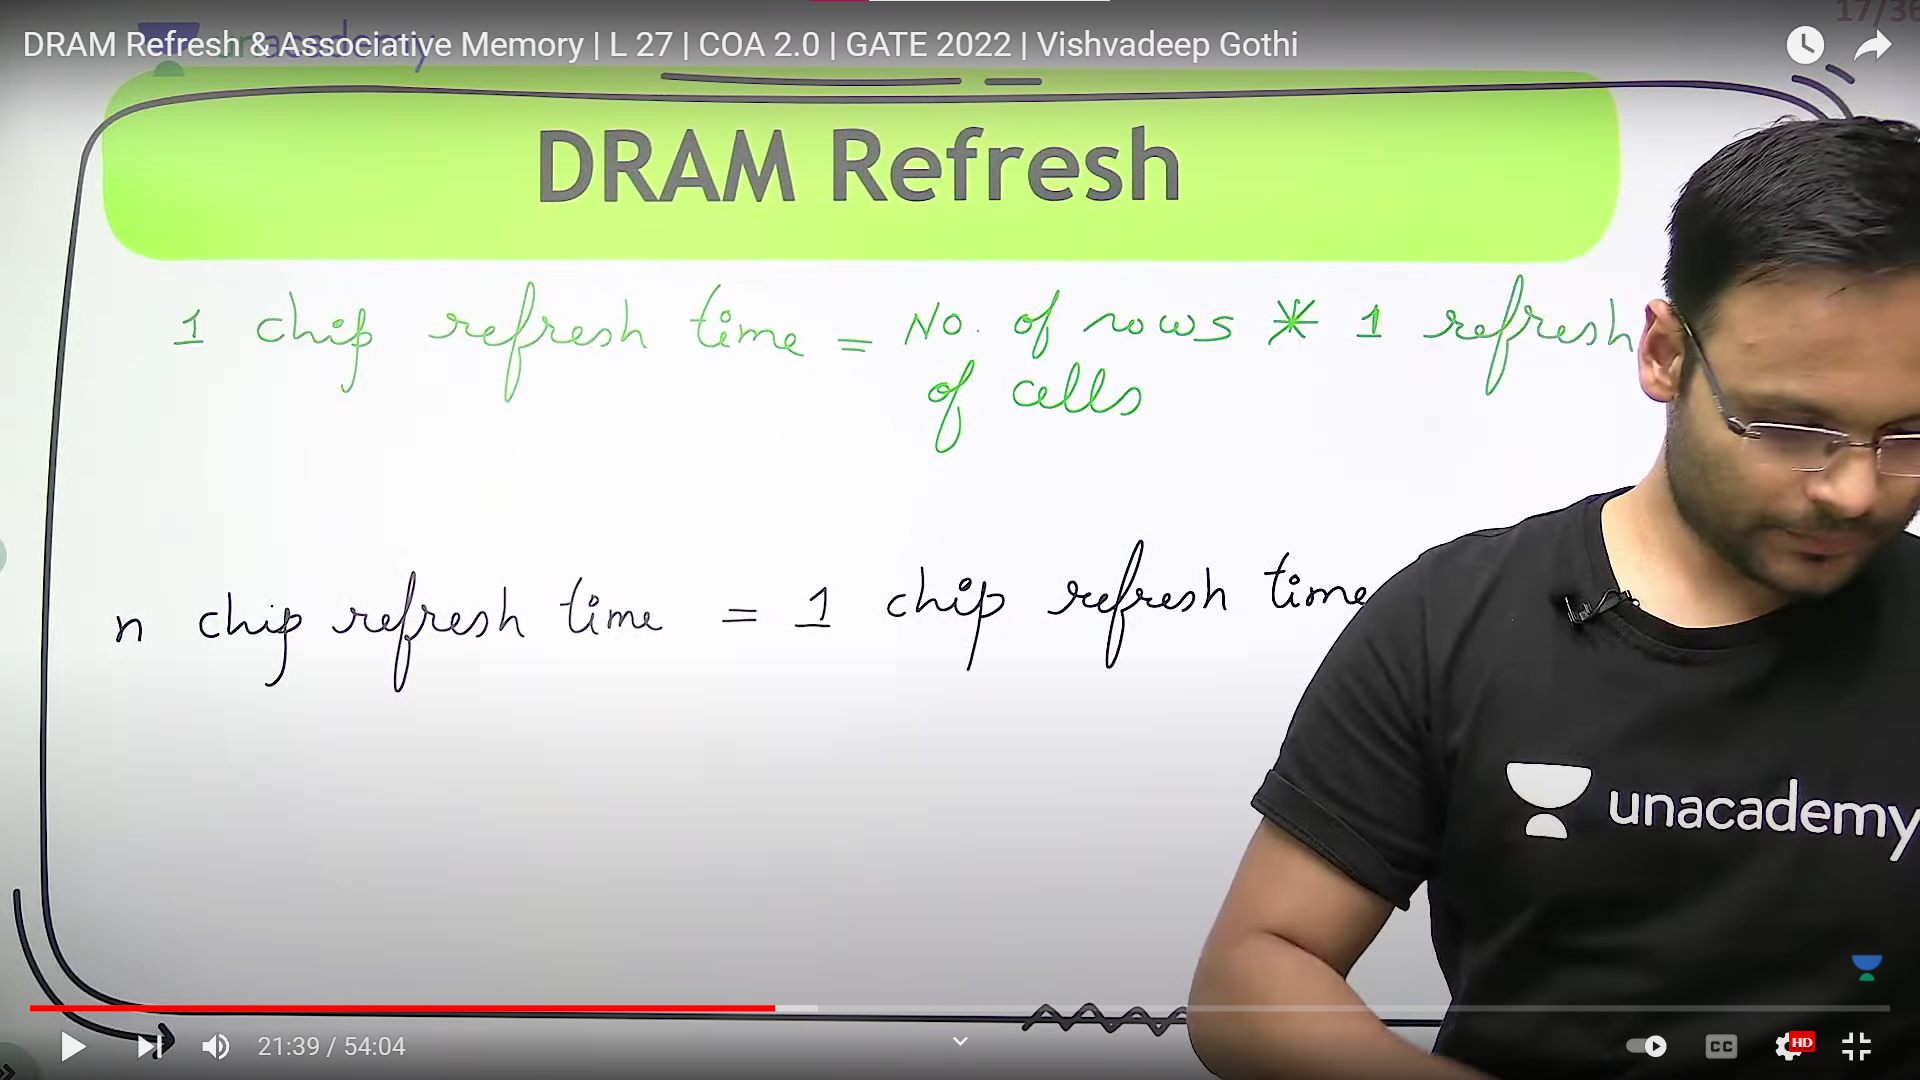 17/36
DRAM Refresh & Associative Memory | L 27 | COA 2.0 | GATE 2022 | Vishvadeep Gothi
unacademy
DRAM Refresh
1 chip refresh time = No. of rows * 1 refresh
of cells
n chip refresh time = 1 chip refresh time
unacademy
21:39 / 54:04
CC
HD